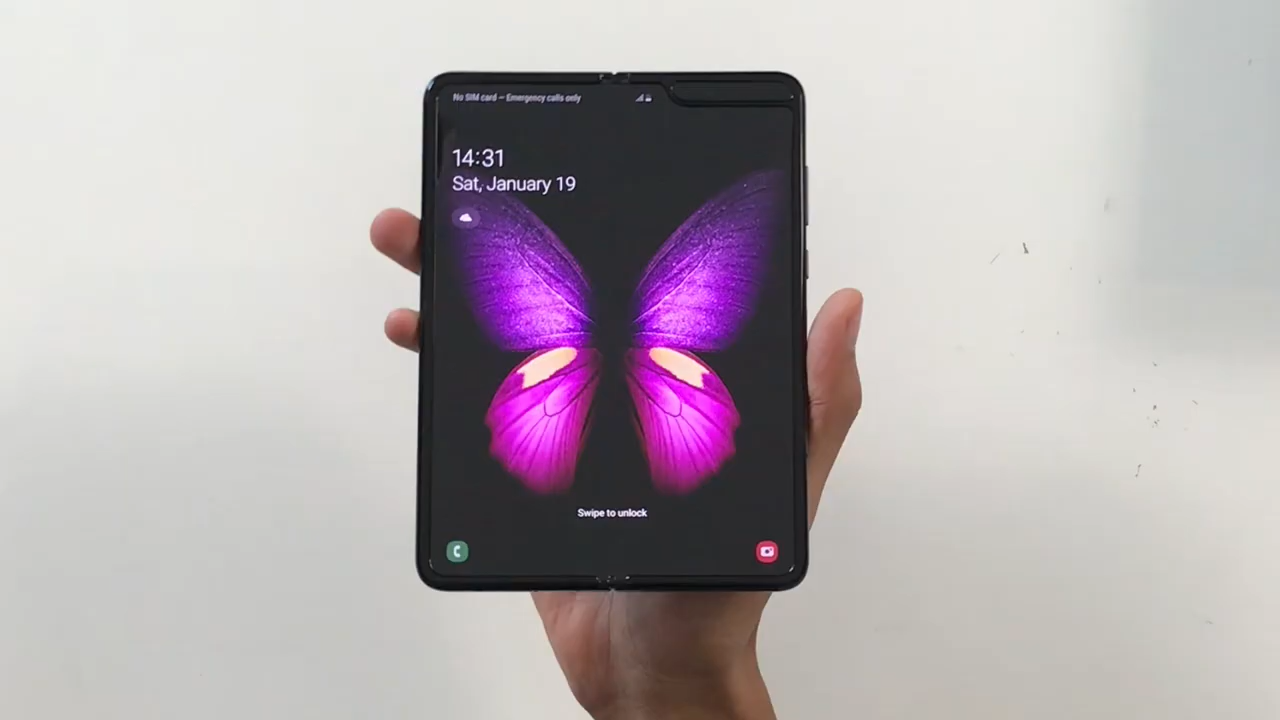 No SIM card – Emergency calls only
14:31
Sat, January 19
Swipe to unlock